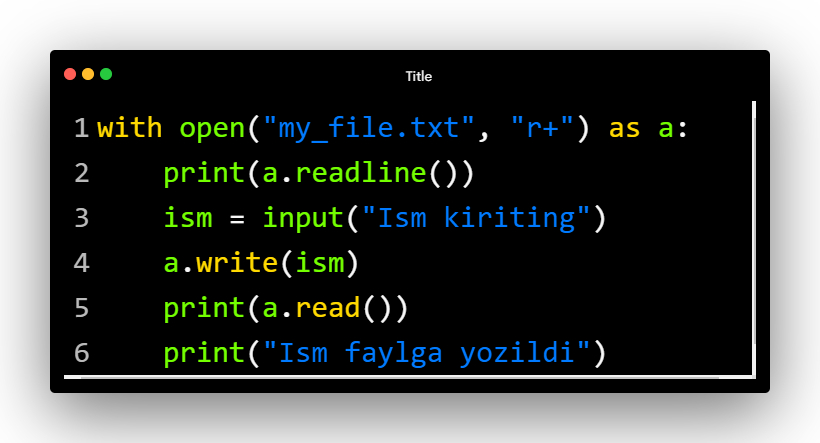 Title
1 with open("my_file.txt", "r+") as a:
2     print(a.readline())
3     ism = input("Ism kiriting")
4     a.write(ism)
5     print(a.read())
6     print("Ism faylga yozildi")